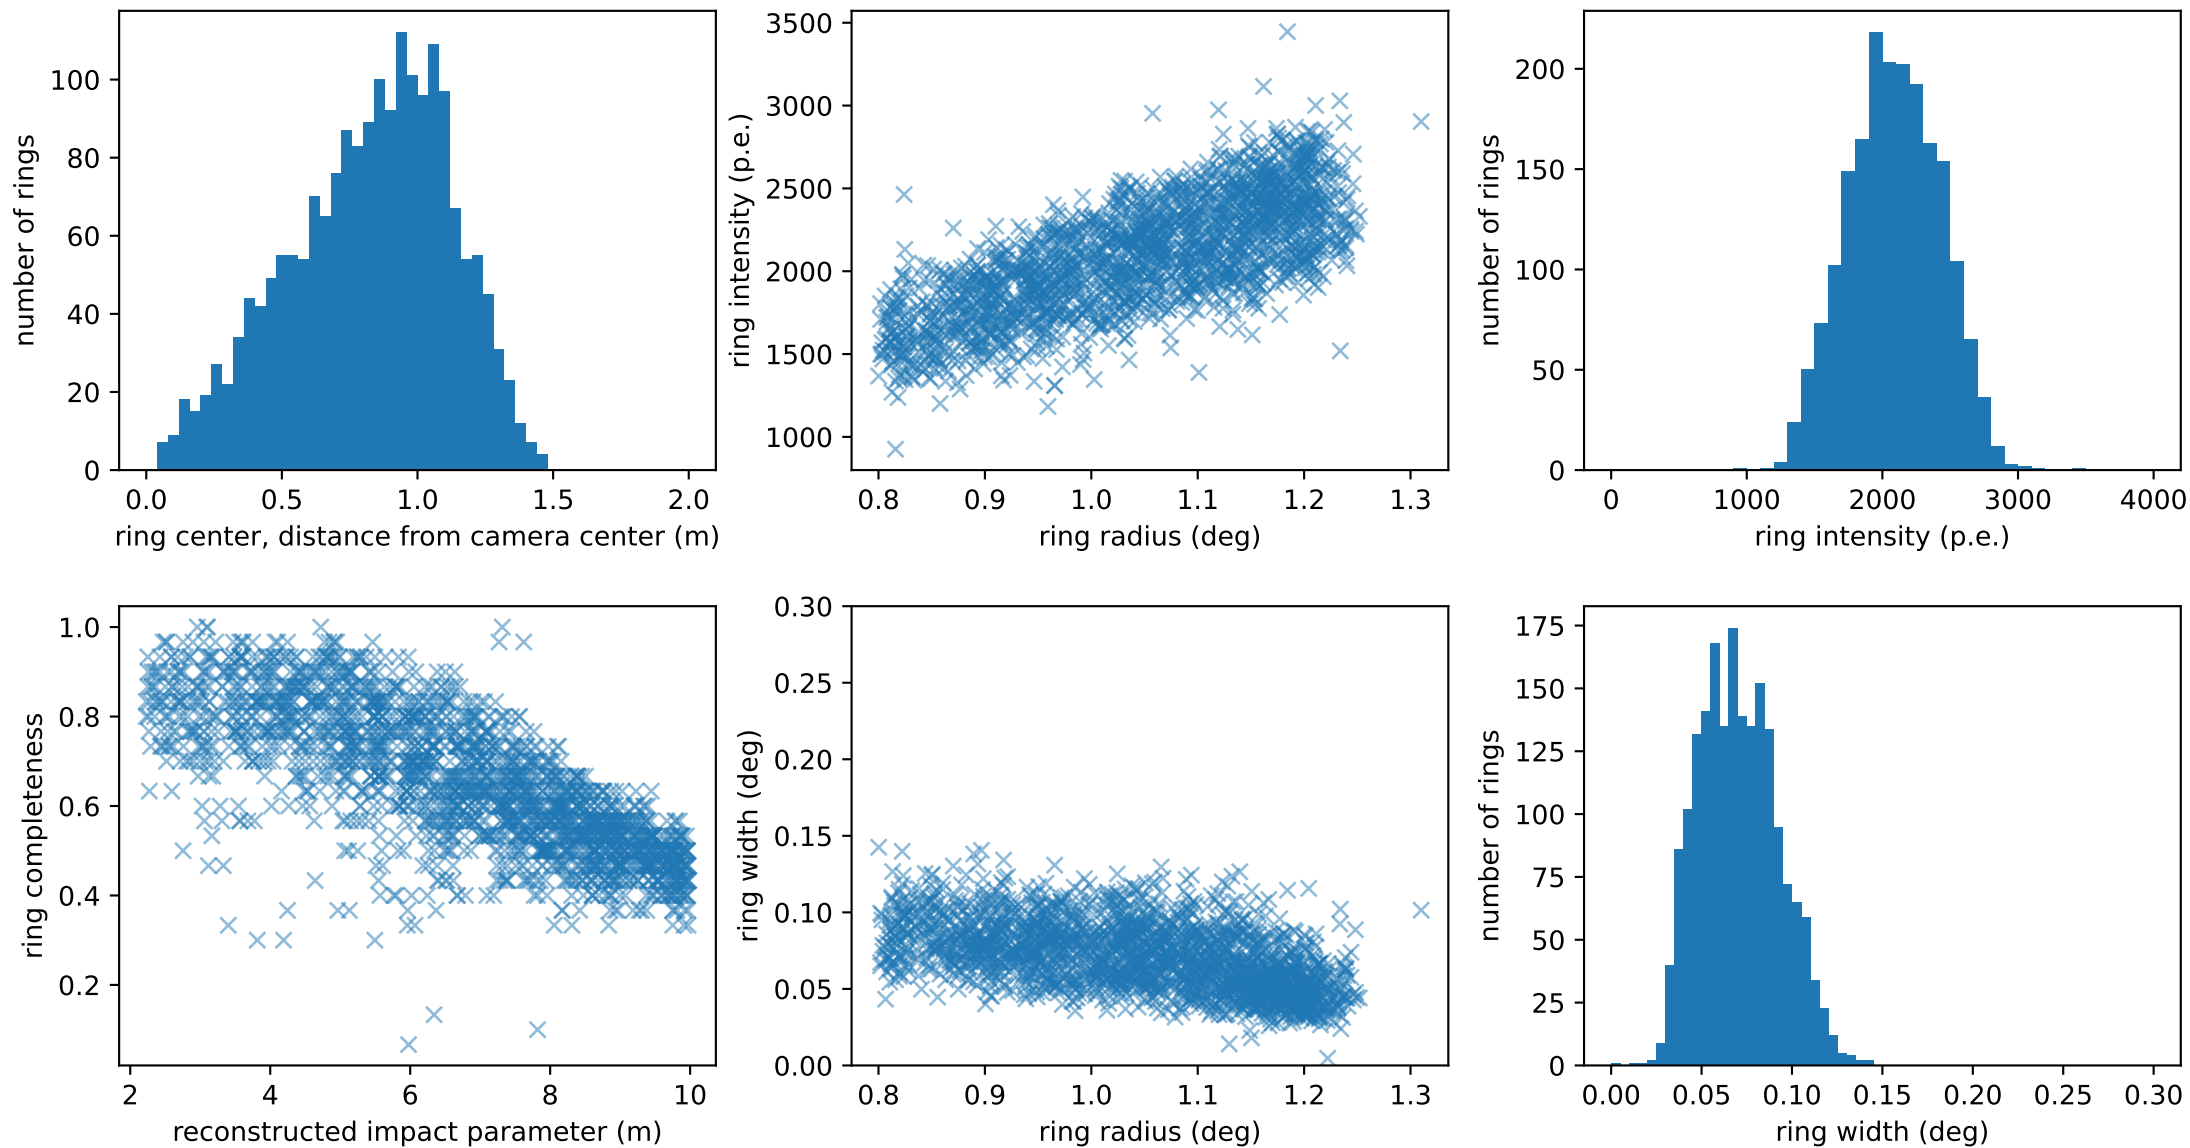 100
80
60
40
20
0
number of rings
0.0 0.5 1.0 1.5 2.0
ring center, distance from camera center (m)
3500
3000
2500
2000
1500
1000
ring intensity (p.e.)
0.8 0.9 1.0 1.1 1.2 1.3
ring radius (deg)
200
150
100
50
0
number of rings
0 1000 2000 3000 4000
ring intensity (p.e.)
1.0
0.8
0.6
0.4
0.2
ring completeness
2 4 6 8 10
reconstructed impact parameter (m)
0.30
0.25
0.20
0.15
0.10
0.05
0.00
ring width (deg)
0.8 0.9 1.0 1.1 1.2 1.3
ring radius (deg)
175
150
125
100
75
50
25
0
number of rings
0.00 0.05 0.10 0.15 0.20 0.25 0.30
ring width (deg)